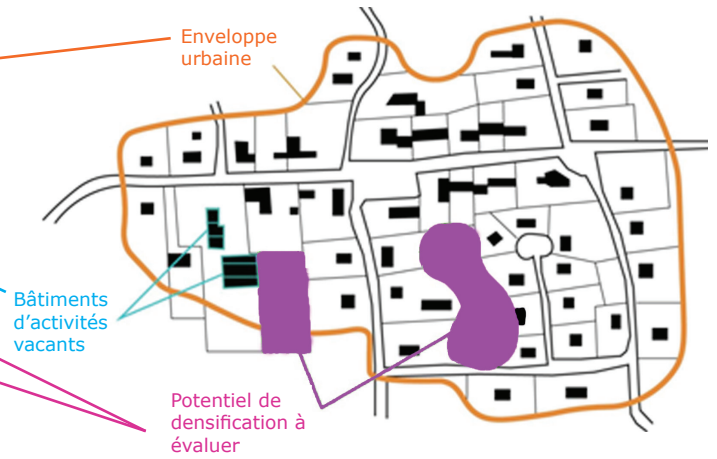 Enveloppe
urbaine
Bâtiments
d’activités
vacants
Potentiel de
densification à
évaluer